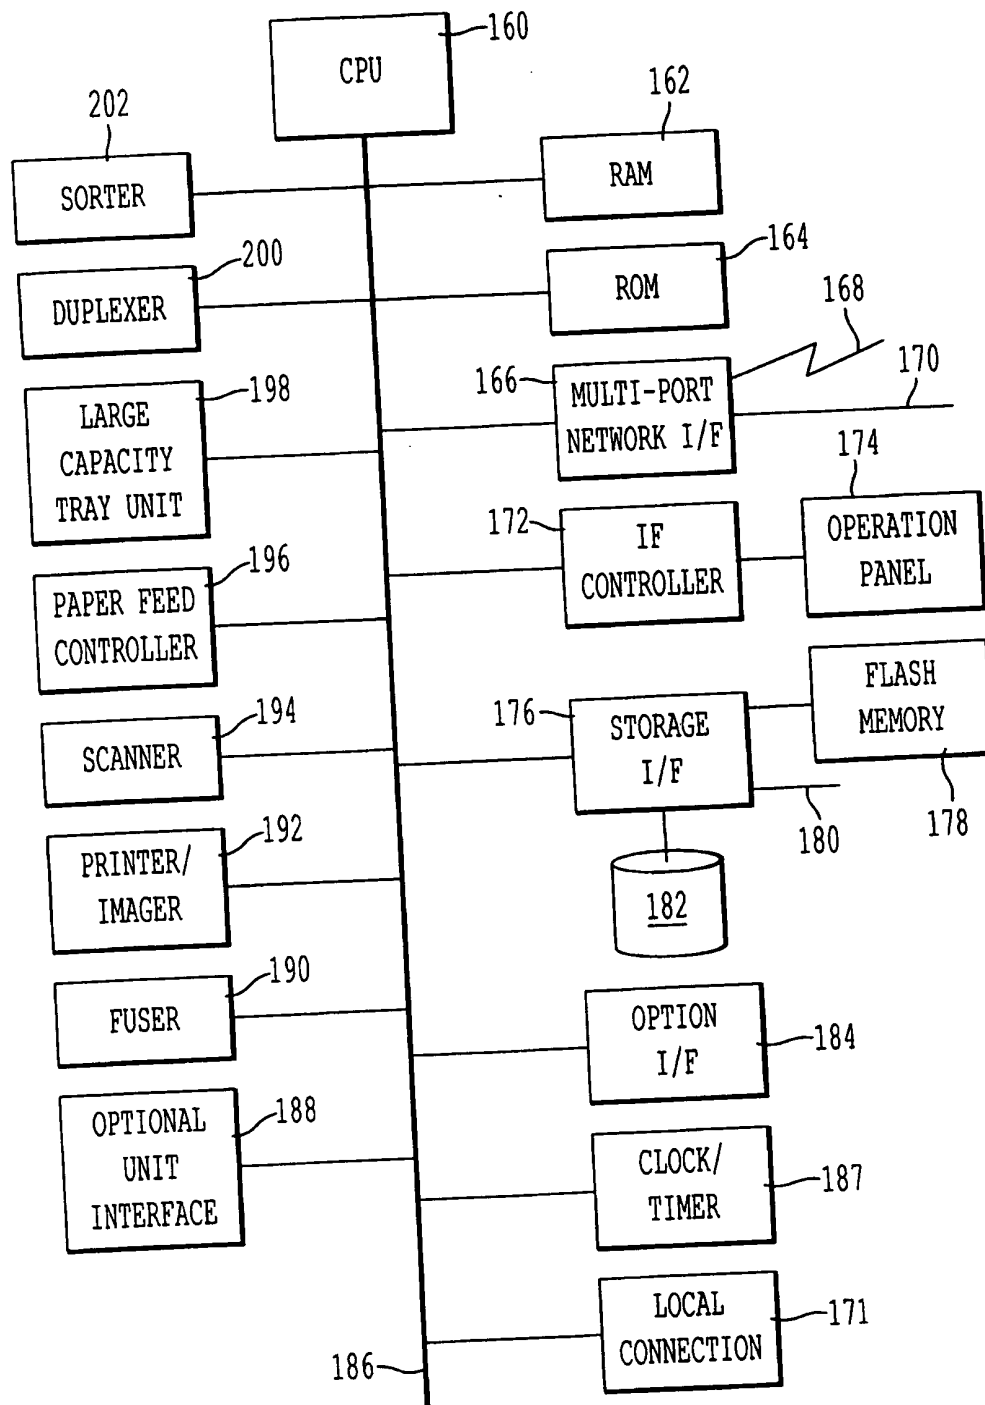 160
CPU
202
SORTER
162
RAM
200
DUPLEXER
164
ROM
168
198
LARGE
CAPACITY
TRAY UNIT
166
MULTI-PORT
NETWORK I/F
170
174
172
IF
CONTROLLER
OPERATION
PANEL
196
PAPER FEED
CONTROLLER
194
SCANNER
176
STORAGE
I/F
FLASH
MEMORY
178
180
182
192
PRINTER/
IMAGER
190
FUSER
OPTION
I/F
184
188
OPTIONAL
UNIT
INTERFACE
CLOCK/
TIMER
187
LOCAL
CONNECTION
171
186